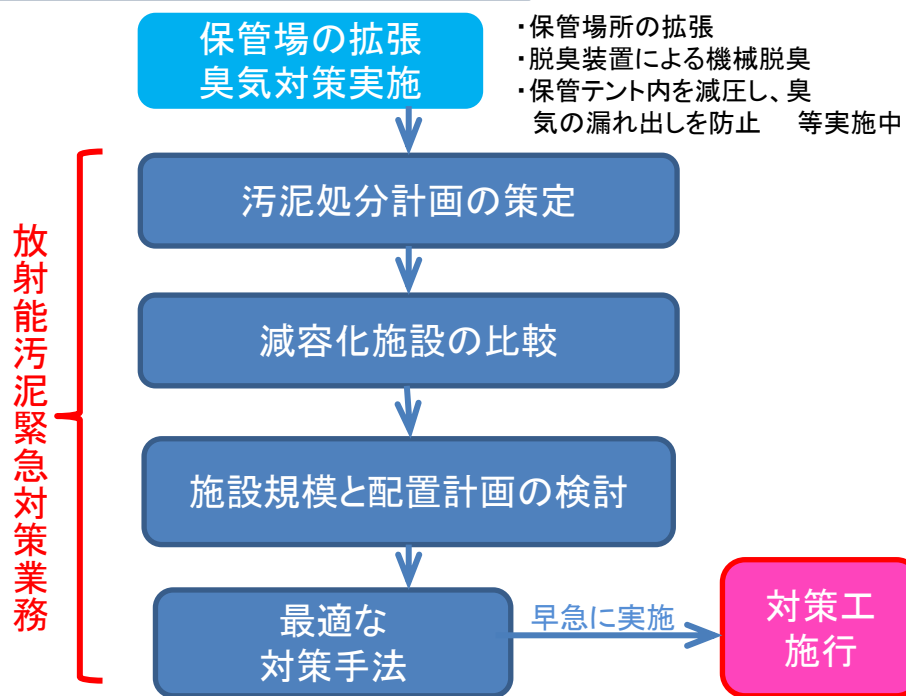 保管場の拡張
臭気対策実施
・保管場所の拡張
・脱臭装置による機械脱臭
・保管テント内を減圧し、臭
気の漏れ出しを防止　等実施中
放射能汚泥緊急対策業務
汚泥処分計画の策定
減容化施設の比較
施設規模と配置計画の検討
最適な
対策手法
早急に実施
対策工
施行